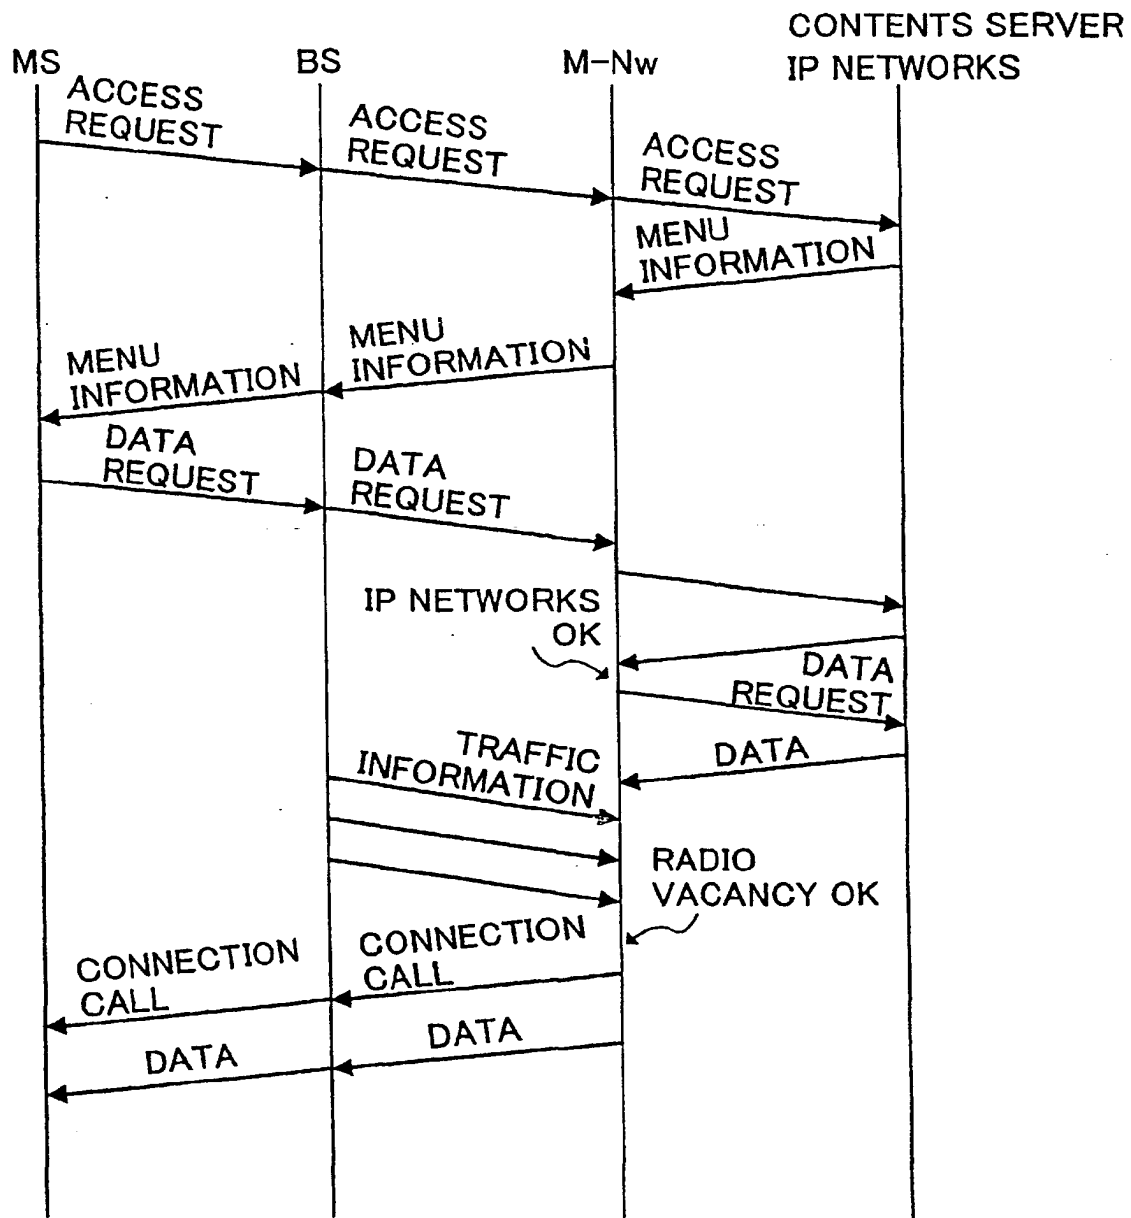 CONTENTS SERVER
MS
BS
M-Nw
IP NETWORKS
ACCESS
REQUEST
ACCESS
REQUEST
ACCESS
REQUEST
MENU
INFORMATION
MENU
INFORMATION
MENU
INFORMATION
DATA
REQUEST
DATA
REQUEST
IP NETWORKS
OK
DATA
REQUEST
DATA
TRAFFIC
INFORMATION
RADIO
VACANCY OK
CONNECTION
CALL
CONNECTION
CALL
DATA
DATA